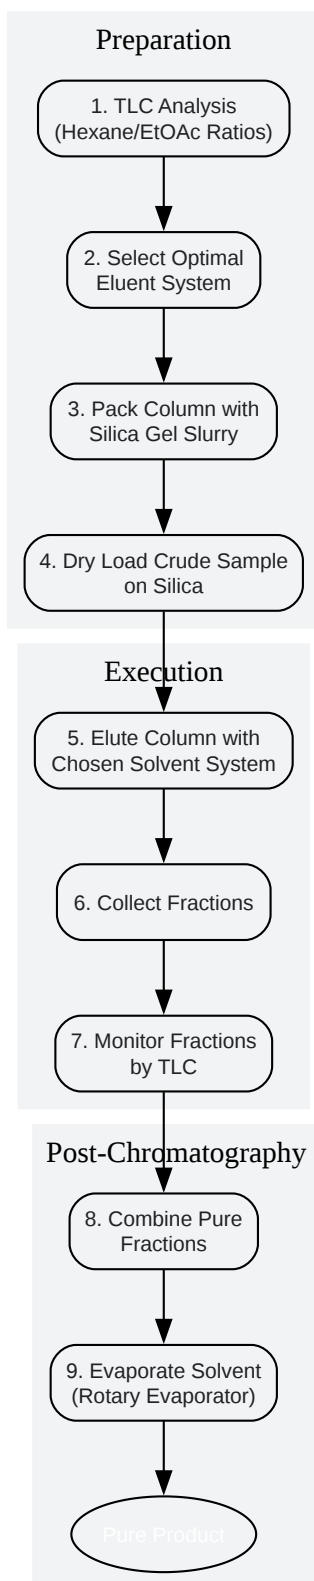 Preparation
1. TLC Analysis
(Hexane/EtOAc Ratios)
2. Select Optimal
Eluent System
3. Pack Column with
Silica Gel Slurry
4. Dry Load Crude Sample
on Silica
Execution
5. Elute Column with
Chosen Solvent System
6. Collect Fractions
7. Monitor Fractions
by TLC
Post-Chromatography
8. Combine Pure
Fractions
9. Evaporate Solvent
(Rotary Evaporator)
Pure Product